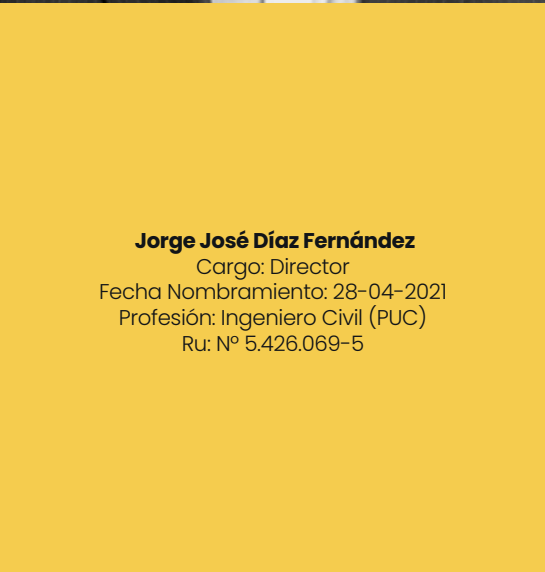 Jorge José Díaz Fernández
Cargo: Director
Fecha Nombramiento: 28-04-2021
Profesión: Ingeniero Civil (PUC)
Ru: Nº 5.426.069-5